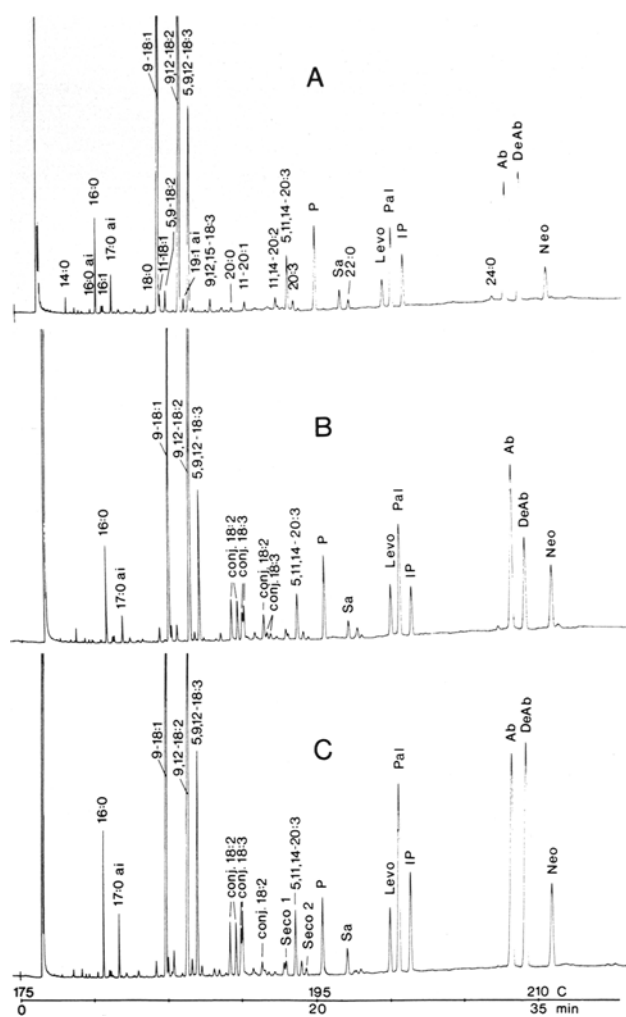 A
14:0
16:0 ai
16:0
16:1
17:0 ai
18:0
9-18:1
11-18:1
5,9-18:2
9,12-18:2
5,9,12-18:3
19:1 ai
9,12,15-18:3
20:0
11-20:1
11,14-20:2
5,11,14-20:3
20:3
P
Sa
22:0
Levo
Pal
IP
24:0
Ab
DeAb
Neo
B
16:0
17:0 ai
9-18:1
9,12-18:2
5,9,12-18:3
conj. 18:2
conj. 18:3
conj. 18:2
conj. 18:3
5,11,14-20:3
P
Sa
Levo
Pal
IP
Ab
DeAb
Neo
C
16:0
17:0 ai
9-18:1
9,12-18:2
5,9,12-18:3
conj. 18:2
conj. 18:3
conj. 18:2
Seco 1
5,11,14-20:3
Seco 2
P
Sa
Levo
Pal
IP
Ab
DeAb
Neo
175 195 210 C
0 20 35 min